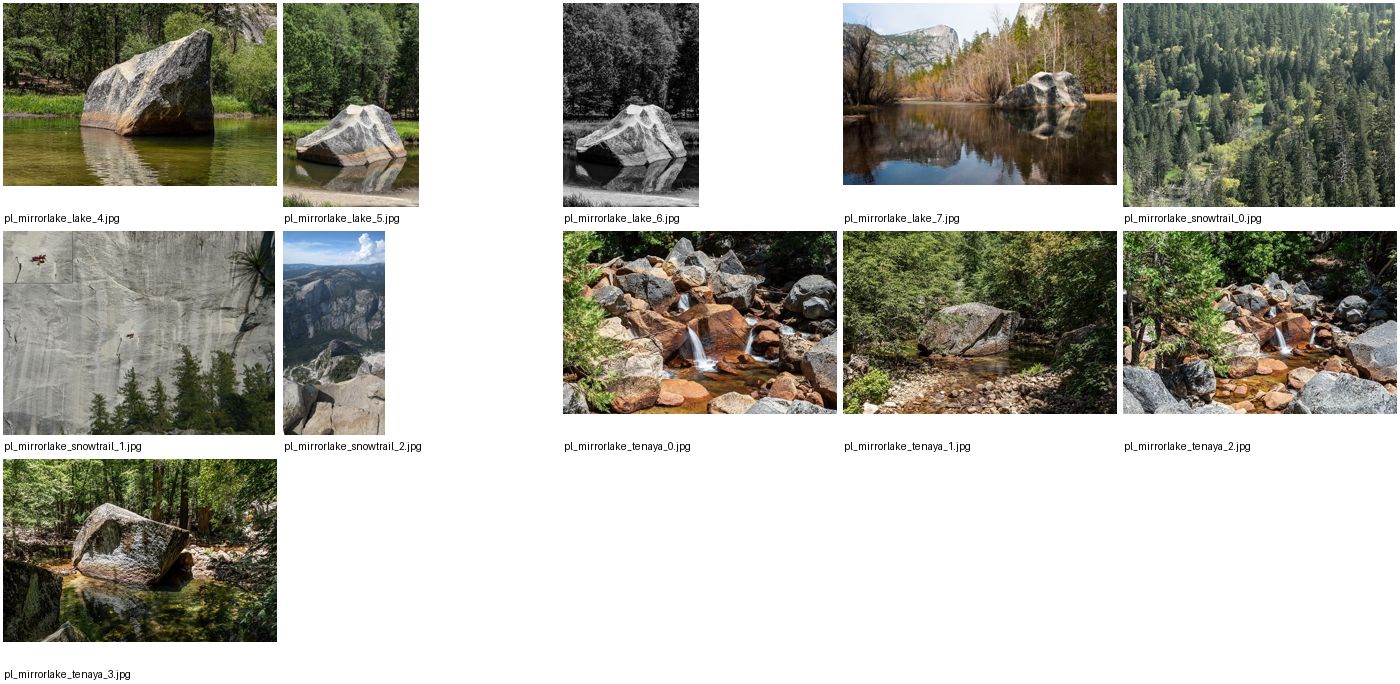 pl_mirrorlake_lake_4.jpg
pl_mirrorlake_lake_5.jpg
pl_mirrorlake_lake_6.jpg
pl_mirrorlake_lake_7.jpg
pl_mirrorlake_snowtrail_0.jpg
pl_mirrorlake_snowtrail_1.jpg
pl_mirrorlake_snowtrail_2.jpg
pl_mirrorlake_tenaya_0.jpg
pl_mirrorlake_tenaya_1.jpg
pl_mirrorlake_tenaya_2.jpg
pl_mirrorlake_tenaya_3.jpg